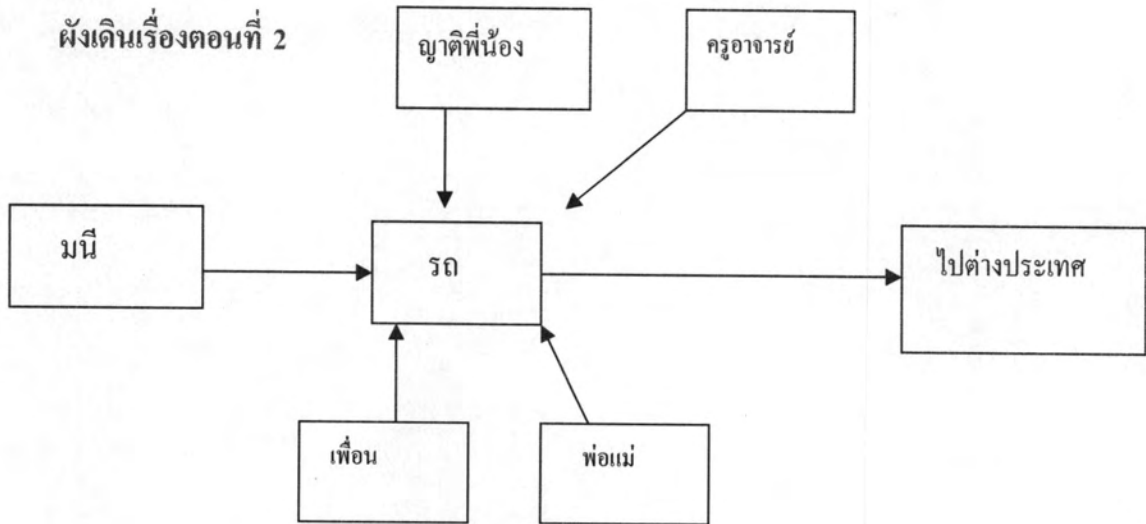 ผังเดินเรื่องตอนที่ 2
ญาติพี่น้อง
ครูอาจารย์
มนี
รถ
ไปต่างประเทศ
เพื่อน
พ่อแม่